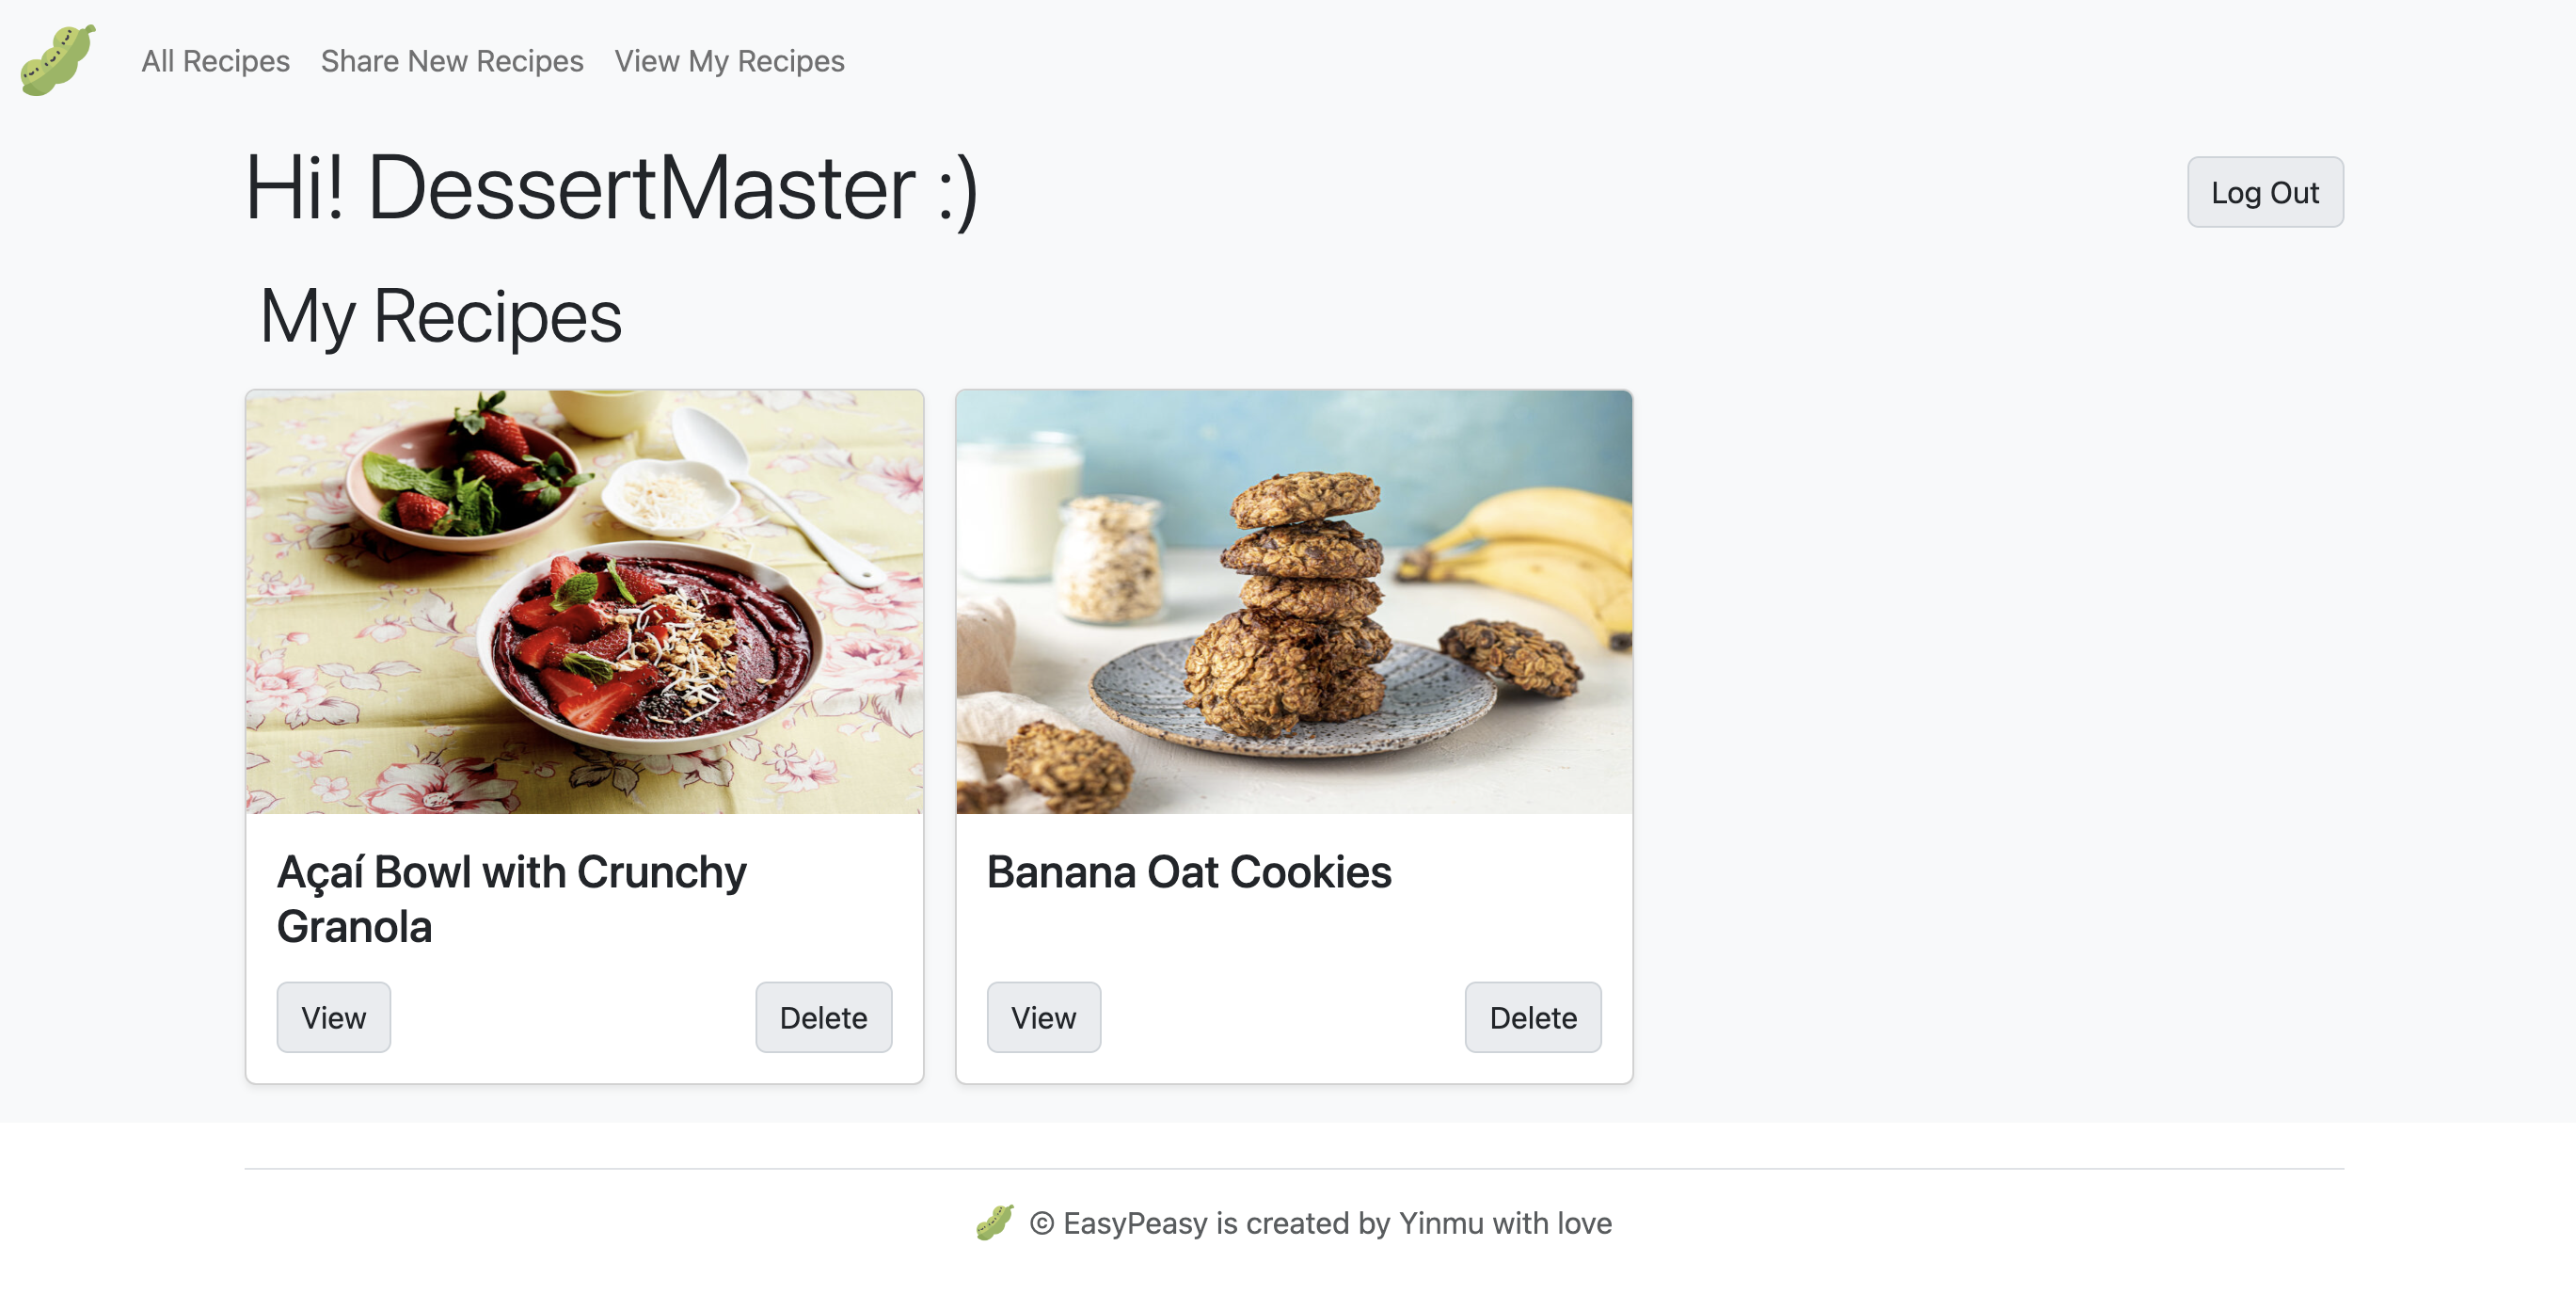 All Recipes Share New Recipes View My Recipes
Hi! DessertMaster :)
Log Out
My Recipes
Açaí Bowl with Crunchy
Granola
View
Delete
Banana Oat Cookies
View
Delete
© EasyPeasy is created by Yinmu with love